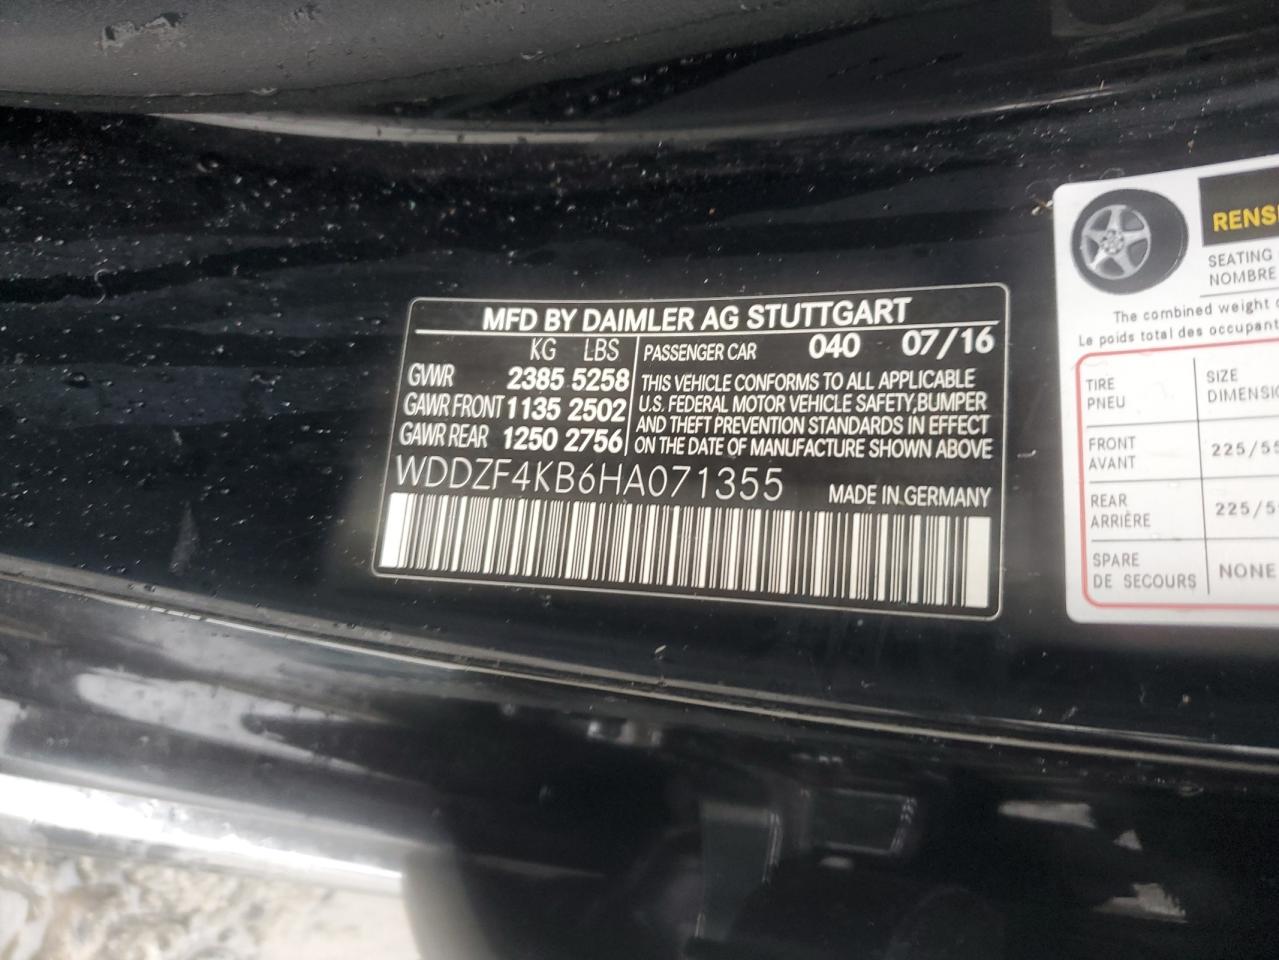 MFD BY DAIMLER AG STUTTGART
KG LBS
GVWR 2385 5258
GAWR FRONT 1135 2502
GAWR REAR 1250 2756
PASSENGER CAR 040 07/16
THIS VEHICLE CONFORMS TO ALL APPLICABLE
U.S. FEDERAL MOTOR VEHICLE SAFETY,BUMPER
AND THEFT PREVENTION STANDARDS IN EFFECT
ON THE DATE OF MANUFACTURE SHOWN ABOVE
WDDZF4KB6HA071355 MADE IN GERMANY
SEATING
NOMBRE
The combined weight
Le poids total des
TIRE
PNEU
SIZE
FRONT
AVANT
REAR
ARRIÈRE
SPARE
DE SECOURS
NONE